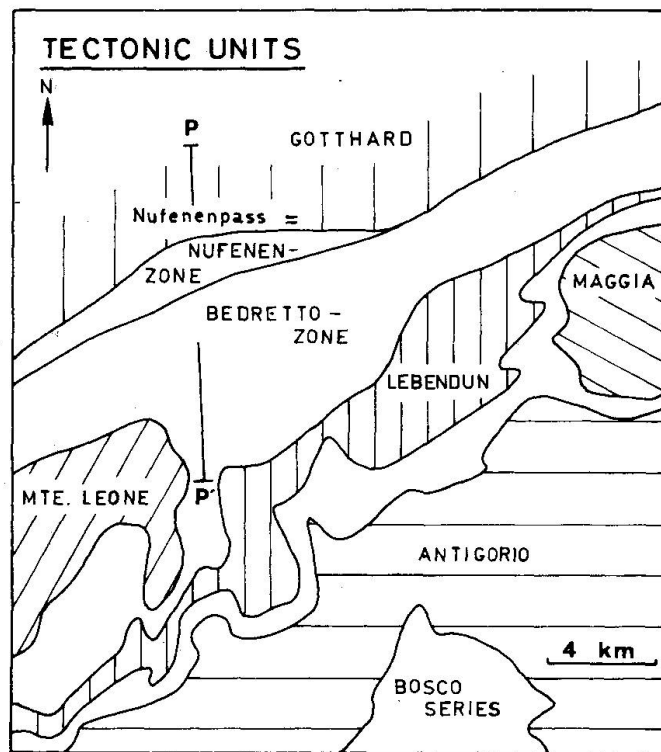 TECTONIC UNITS
N
P
GOTTHARD
Nufenenpass =
NUFENEN-
ZONE
MAGGIA
BEDRETTO-
ZONE
LEBENDUN
MTE. LEONE
P'
ANTIGORIO
4 km
BOSCO
SERIES